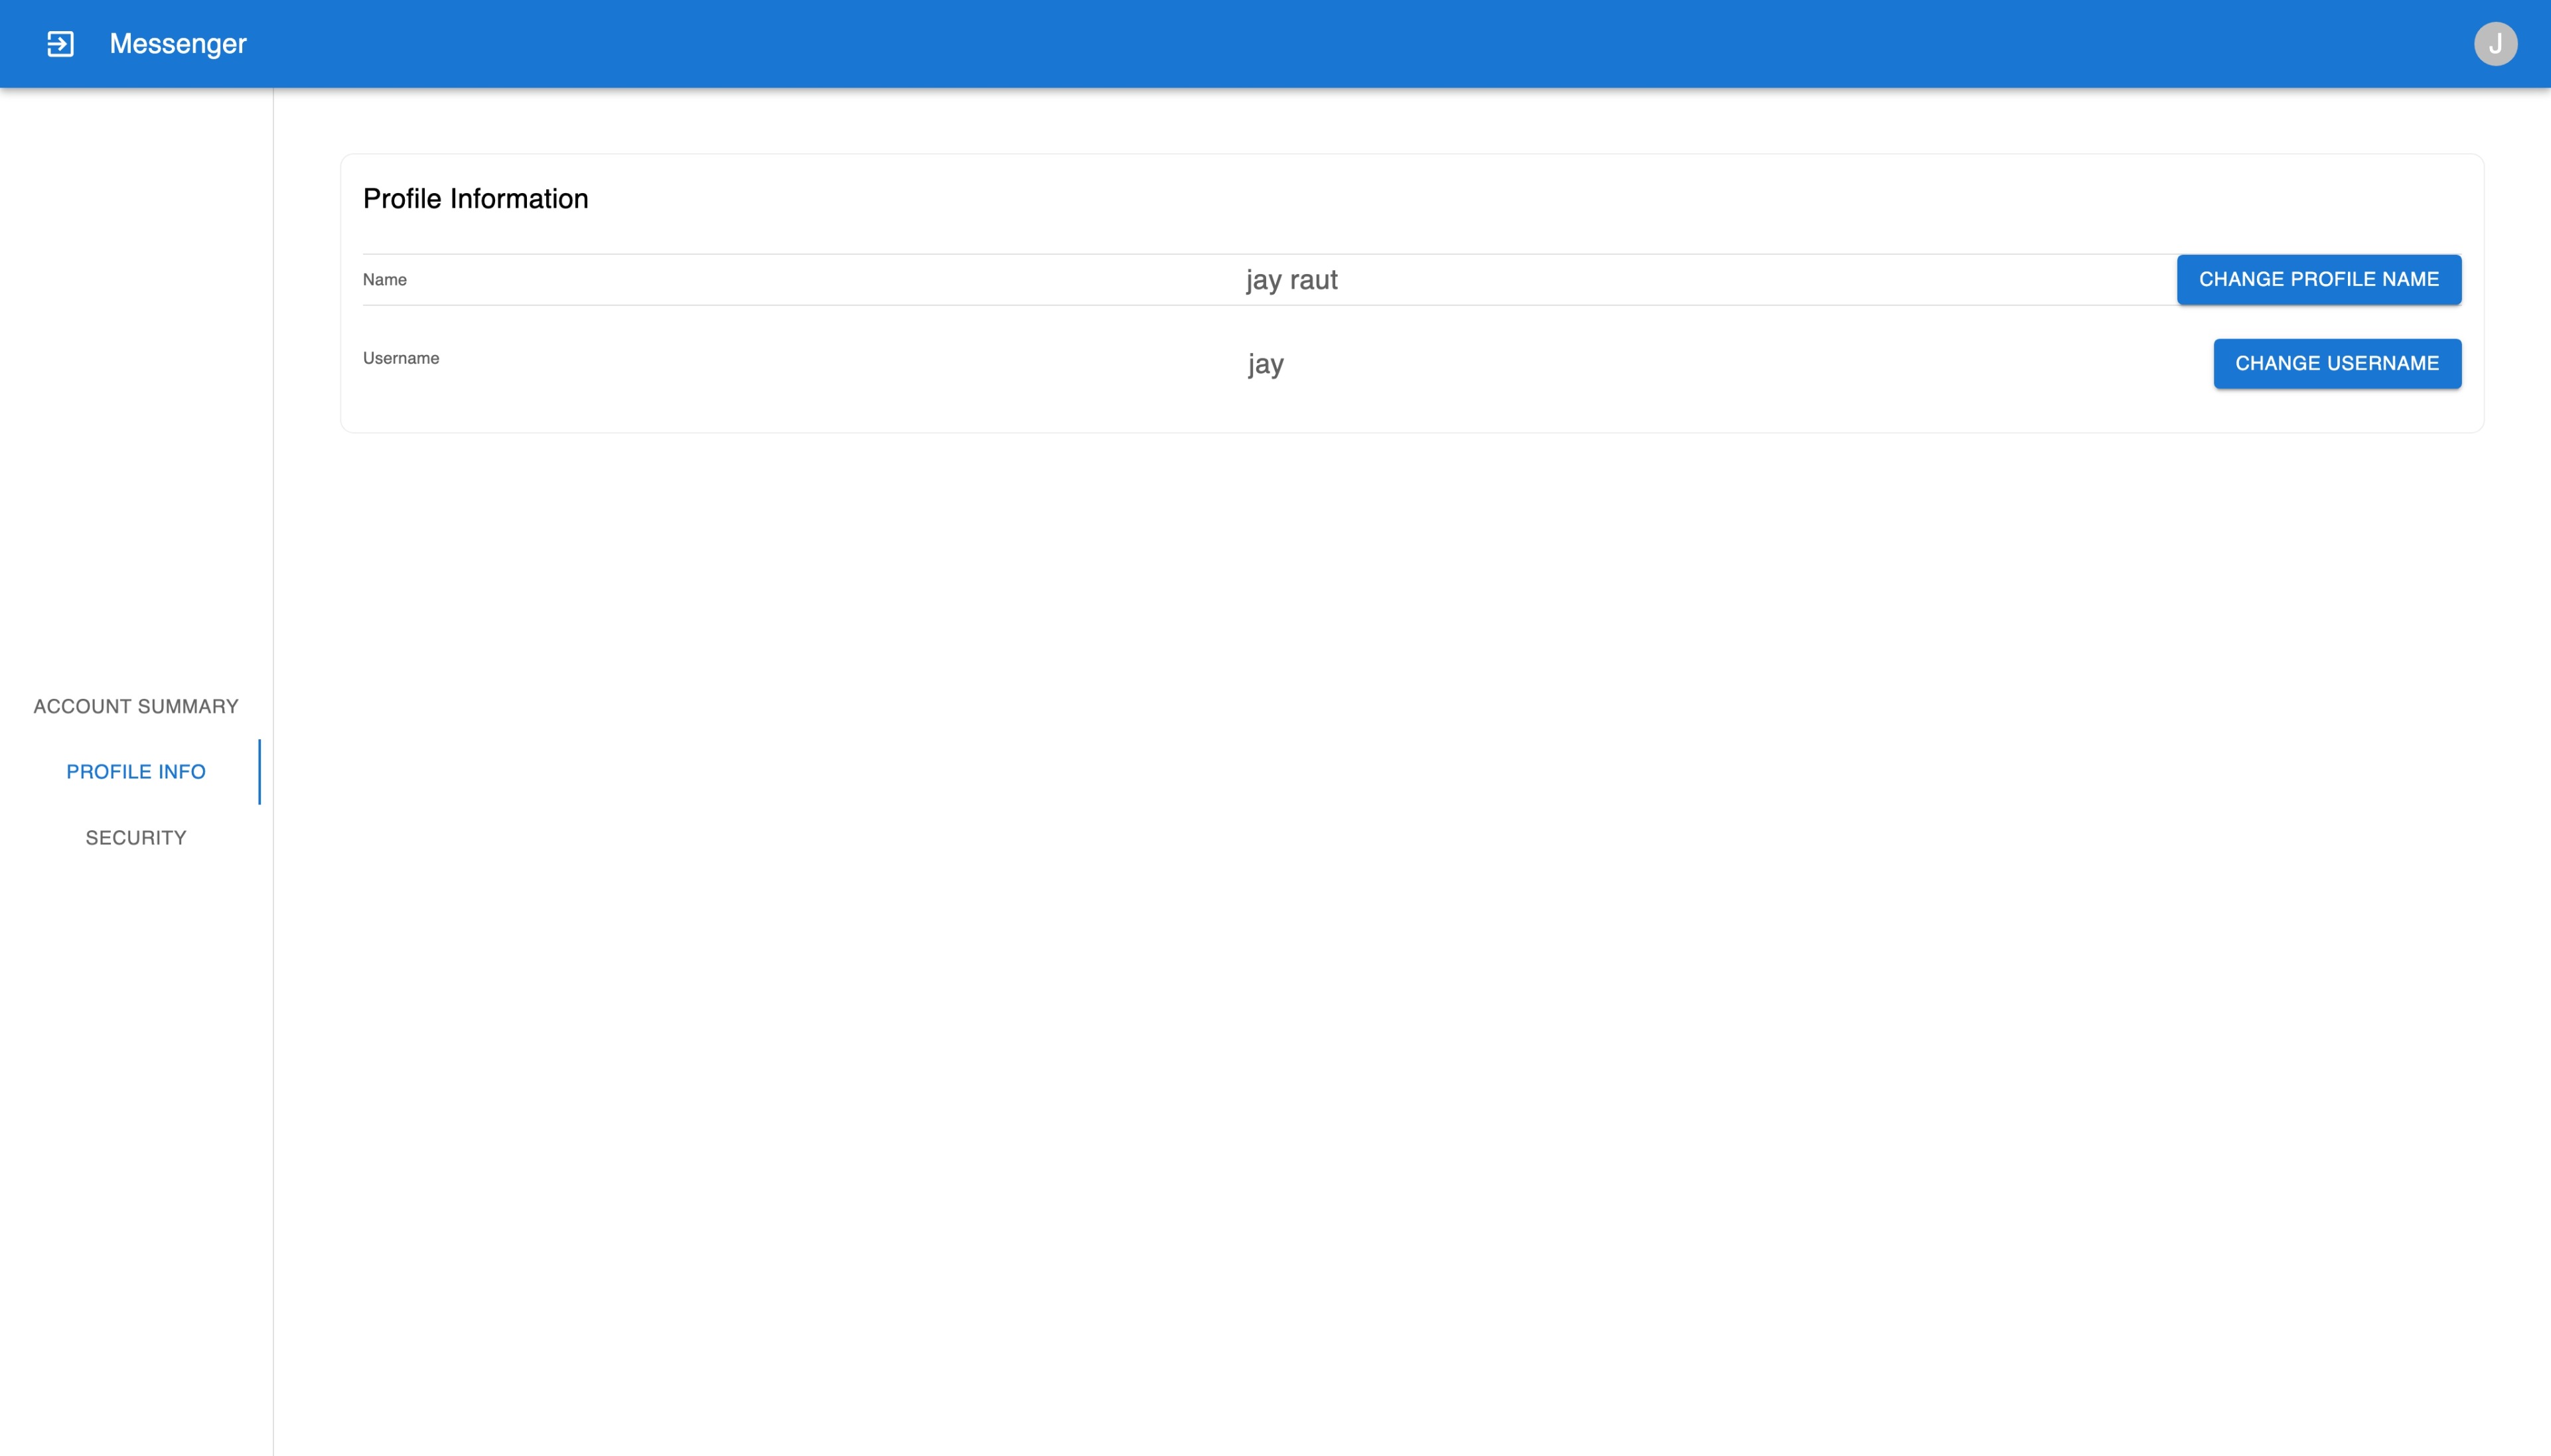 Messenger
J
Profile Information
Name jay raut CHANGE PROFILE NAME
Username jay CHANGE USERNAME
ACCOUNT SUMMARY
PROFILE INFO
SECURITY